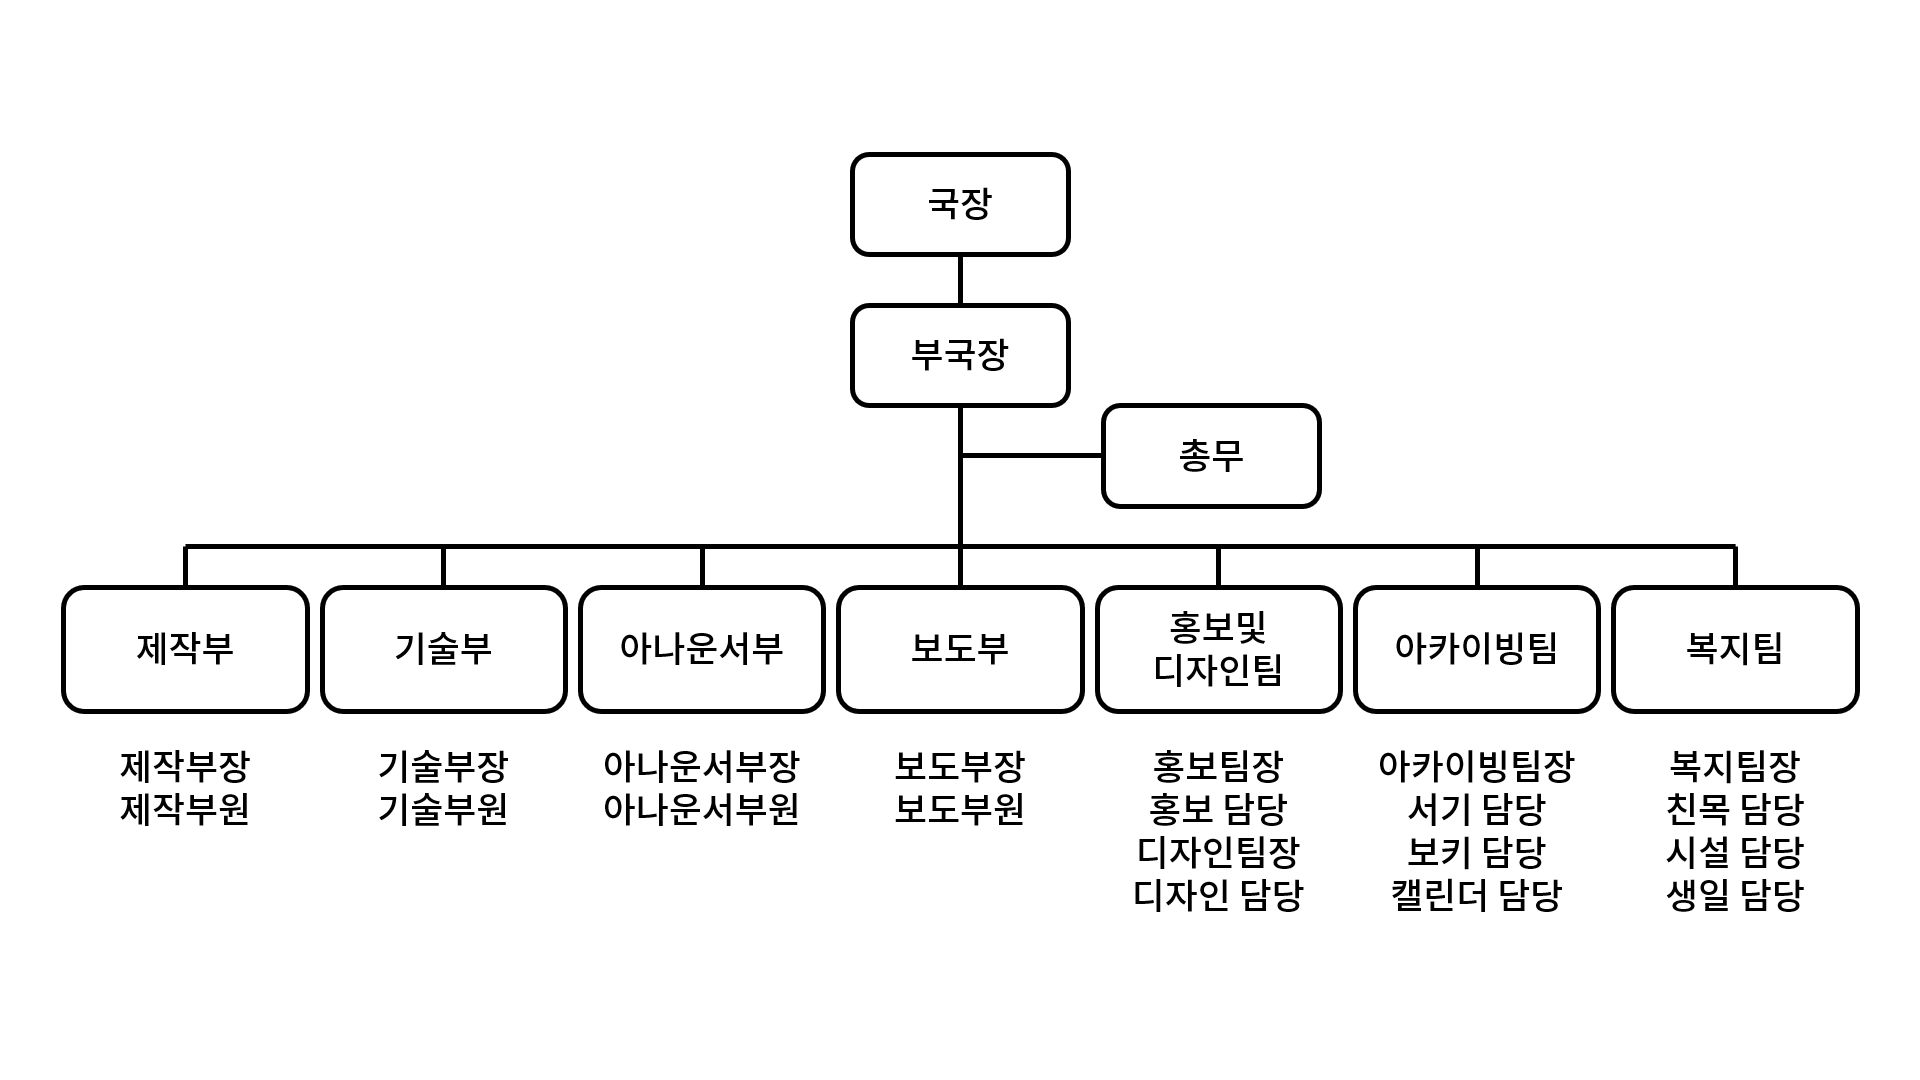 국장
부국장
총무
제작부
기술부
아나운서부
보도부
홍보및
디자인팀
아카이빙팀
복지팀
제작부장
제작부원
기술부장
기술부원
아나운서부장
아나운서부원
보도부장
보도부원
홍보팀장
홍보 담당
디자인팀장
디자인 담당
아카이빙팀장
서기 담당
보키 담당
캘린더 담당
복지팀장
친목 담당
시설 담당
생일 담당